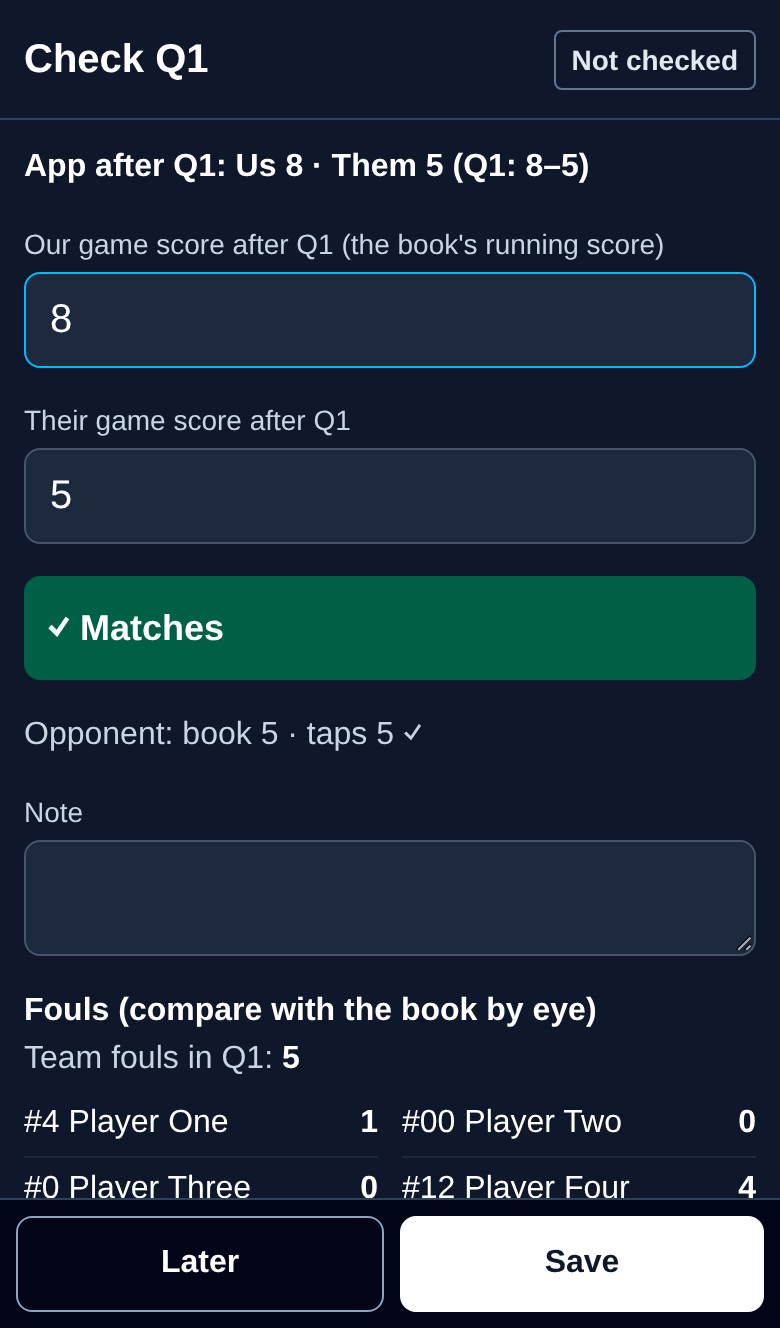 Check Q1
Not checked
App after Q1: Us 8 · Them 5 (Q1: 8–5)
Our game score after Q1 (the book's running score)
8
Their game score after Q1
5
✓ Matches
Opponent: book 5 · taps 5 ✓
Note
Fouls (compare with the book by eye)
Team fouls in Q1: 5
#4 Player One 1 #00 Player Two 0
#0 Player Three 0 #12 Player Four 4
Later Save